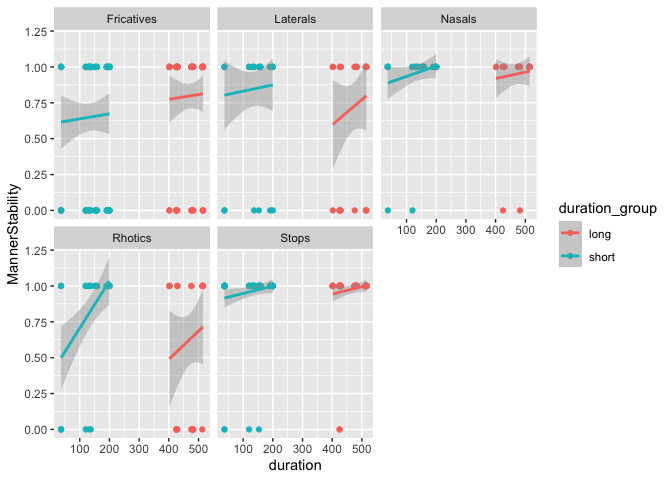 Fricatives
Laterals
Nasals
1.25
1.00
0.75
0.50
0.25
0.00
100 200 300 400 500
Rhotics
Stops
1.25
1.00
0.75
0.50
0.25
0.00
100 200 300 400 500
100 200 300 400 500
MannerStability
duration
duration_group
long
short